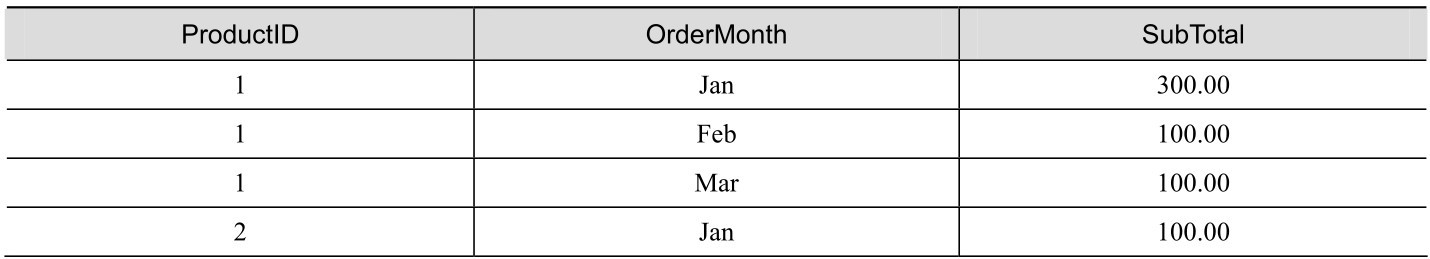 ProductID OrderMonth SubTotal
1 Jan 300.00
1 Feb 100.00
1 Mar 100.00
2 Jan 100.00